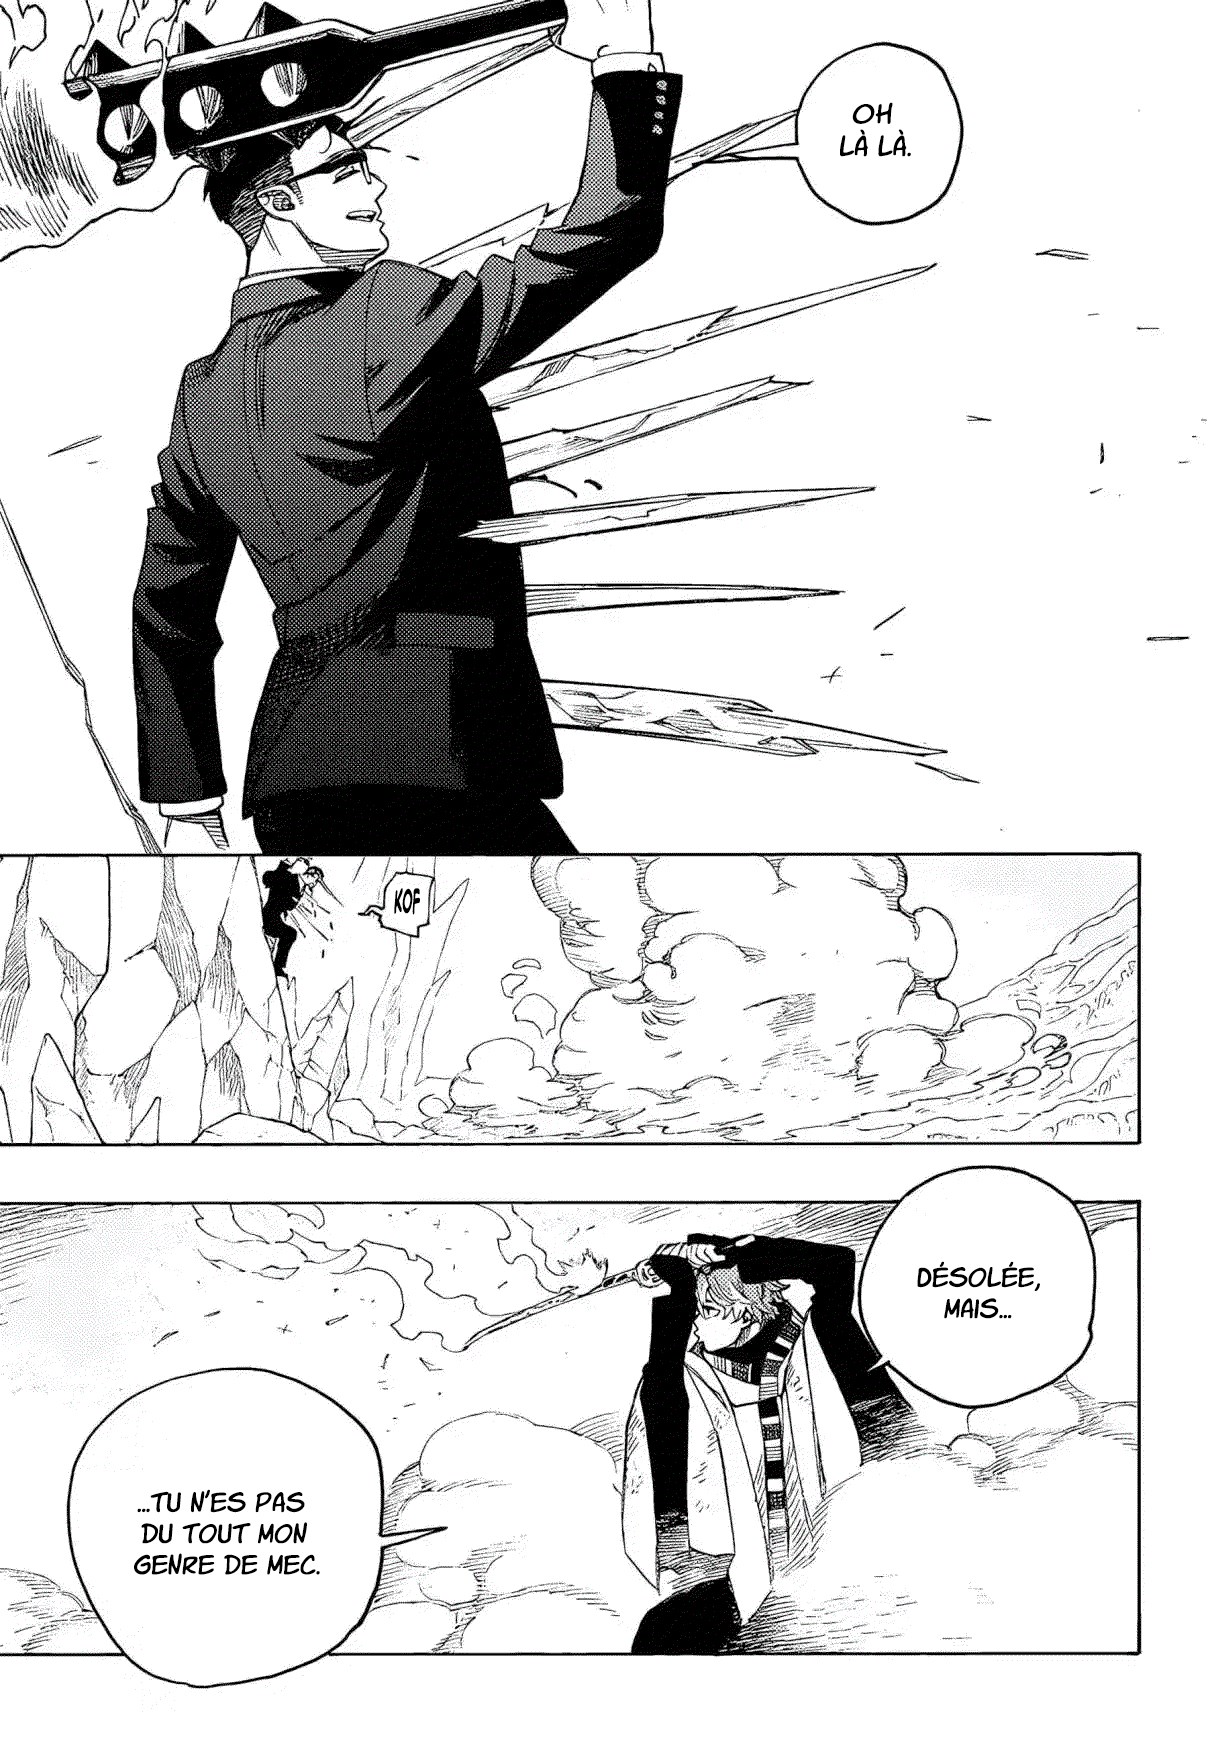 OH
LÀ LÀ.
KOF
DÉSOLÉE,
MAIS...
...TU N'ES PAS
DU TOUT MON
GENRE DE MEC.